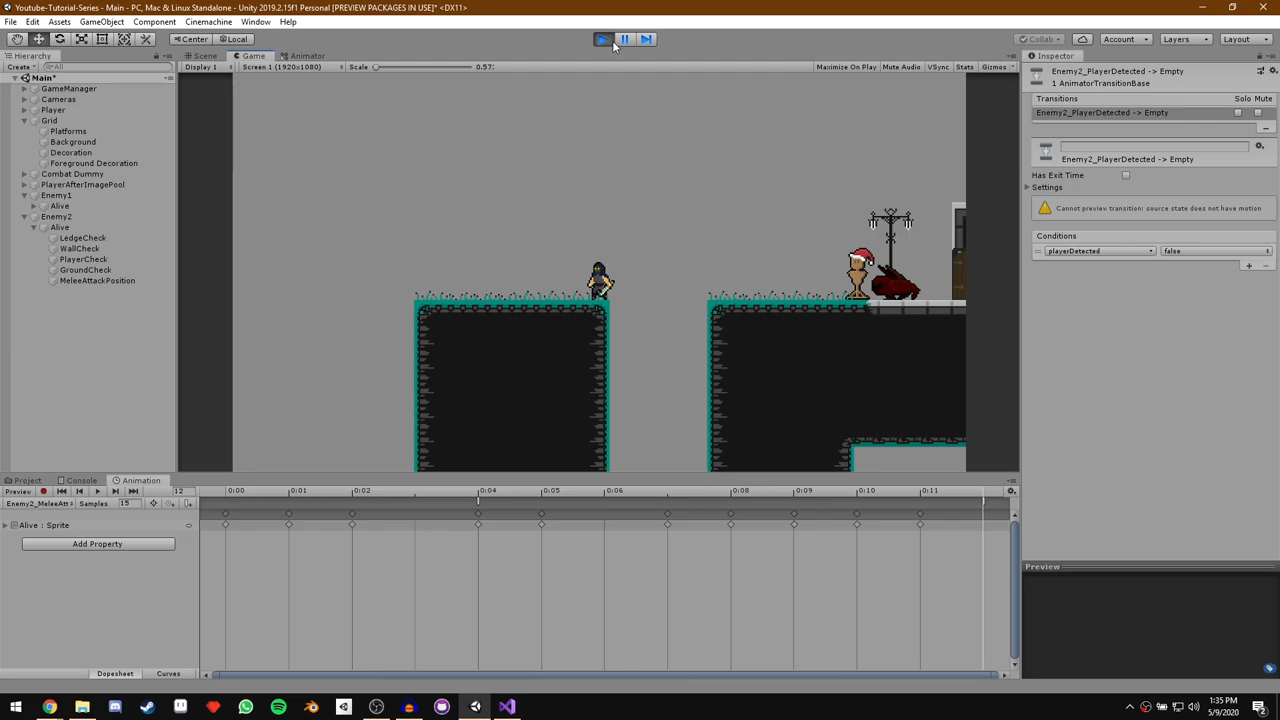 Youtube-Tutorial-Series - Main - PC, Mac & Linux Standalone - Unity 2019.2.15f1 Personal [PREVIEW PACKAGES IN USE]* <DX11>
File Edit Assets GameObject Component Cinemachine Window Help
Center Local Collab Account Layers Layout
Hierarchy Scene Game Animator Inspector
Create All Display 1 Screen 1 (1920x1080) Scale 0.57: Maximize On Play Mute Audio VSync Stats Gizmos
Main*
GameManager
Cameras
Player
Grid
Platforms
Background
Decoration
Foreground Decoration
Combat Dummy
PlayerAfterImagePool
Enemy1
Alive
Enemy2
Alive
LedgeCheck
WallCheck
PlayerCheck
GroundCheck
MeleeAttackPosition
Enemy2_PlayerDetected -> Empty
1 AnimatorTransitionBase
Transitions Solo Mute
Enemy2_PlayerDetected -> Empty
Enemy2_PlayerDetected -> Empty
Has Exit Time
Settings
Cannot preview transition: source state does not have motion
Conditions
playerDetected false
Preview
Project Console Animation
Preview 12 0:00 0:01 0:02 0:04 0:05 0:06 0:08 0:09 0:10 0:11
Enemy2_MeleeAtt Samples 15
Alive : Sprite
Add Property
Dopesheet Curves
1:35 PM
5/9/2020